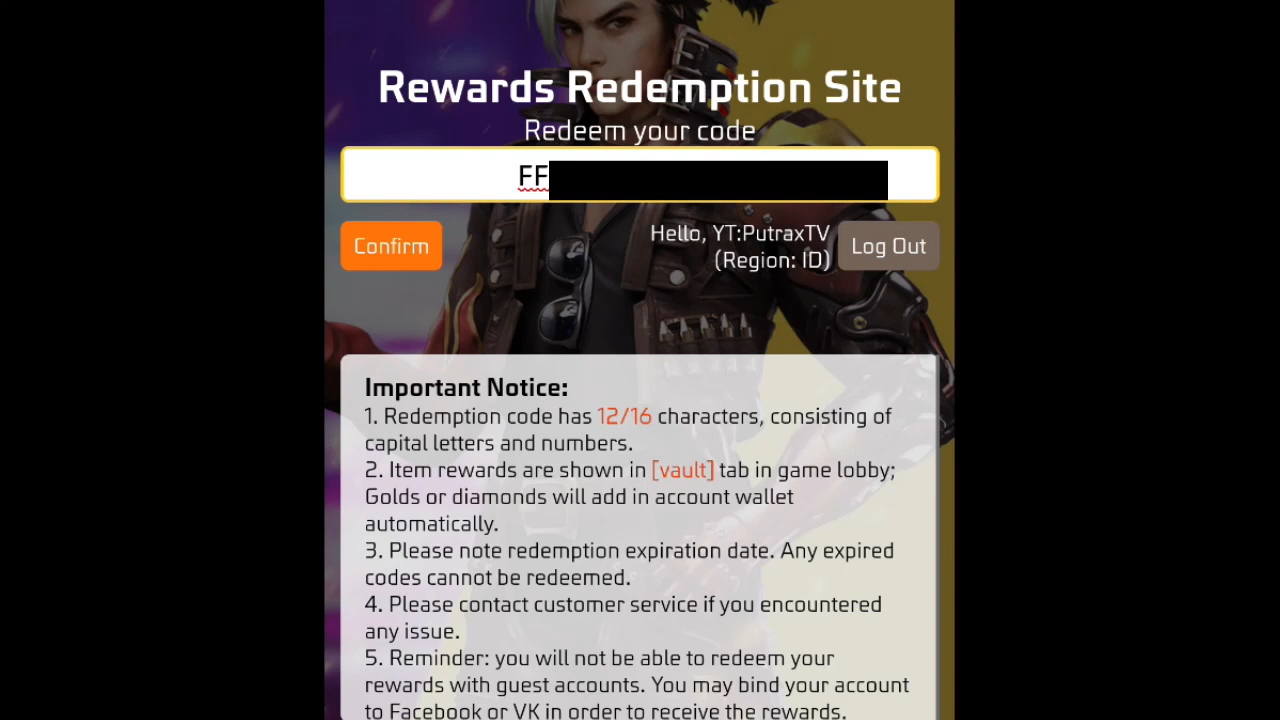 Rewards Redemption Site
Redeem your code
FF
Confirm
Hello, YT:PutraxTV
(Region: ID)
Log Out
Important Notice:
1. Redemption code has 12/16 characters, consisting of
capital letters and numbers.
2. Item rewards are shown in [vault] tab in game lobby;
Golds or diamonds will add in account wallet
automatically.
3. Please note redemption expiration date. Any expired
codes cannot be redeemed.
4. Please contact customer service if you encountered
any issue.
5. Reminder: you will not be able to redeem your
rewards with guest accounts. You may bind your account
to Facebook or VK in order to receive the rewards.